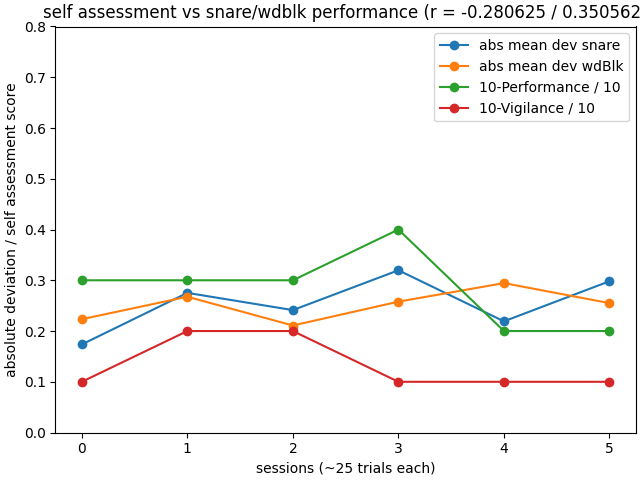 self assessment vs snare/wdblk performance (r = -0.280625 / 0.350562
abs mean dev snare
abs mean dev wdBlk
10-Performance / 10
10-Vigilance / 10
absolute deviation / self assessment score
0.8
0.7
0.6
0.5
0.4
0.3
0.2
0.1
0.0
0 1 2 3 4 5
sessions (~25 trials each)